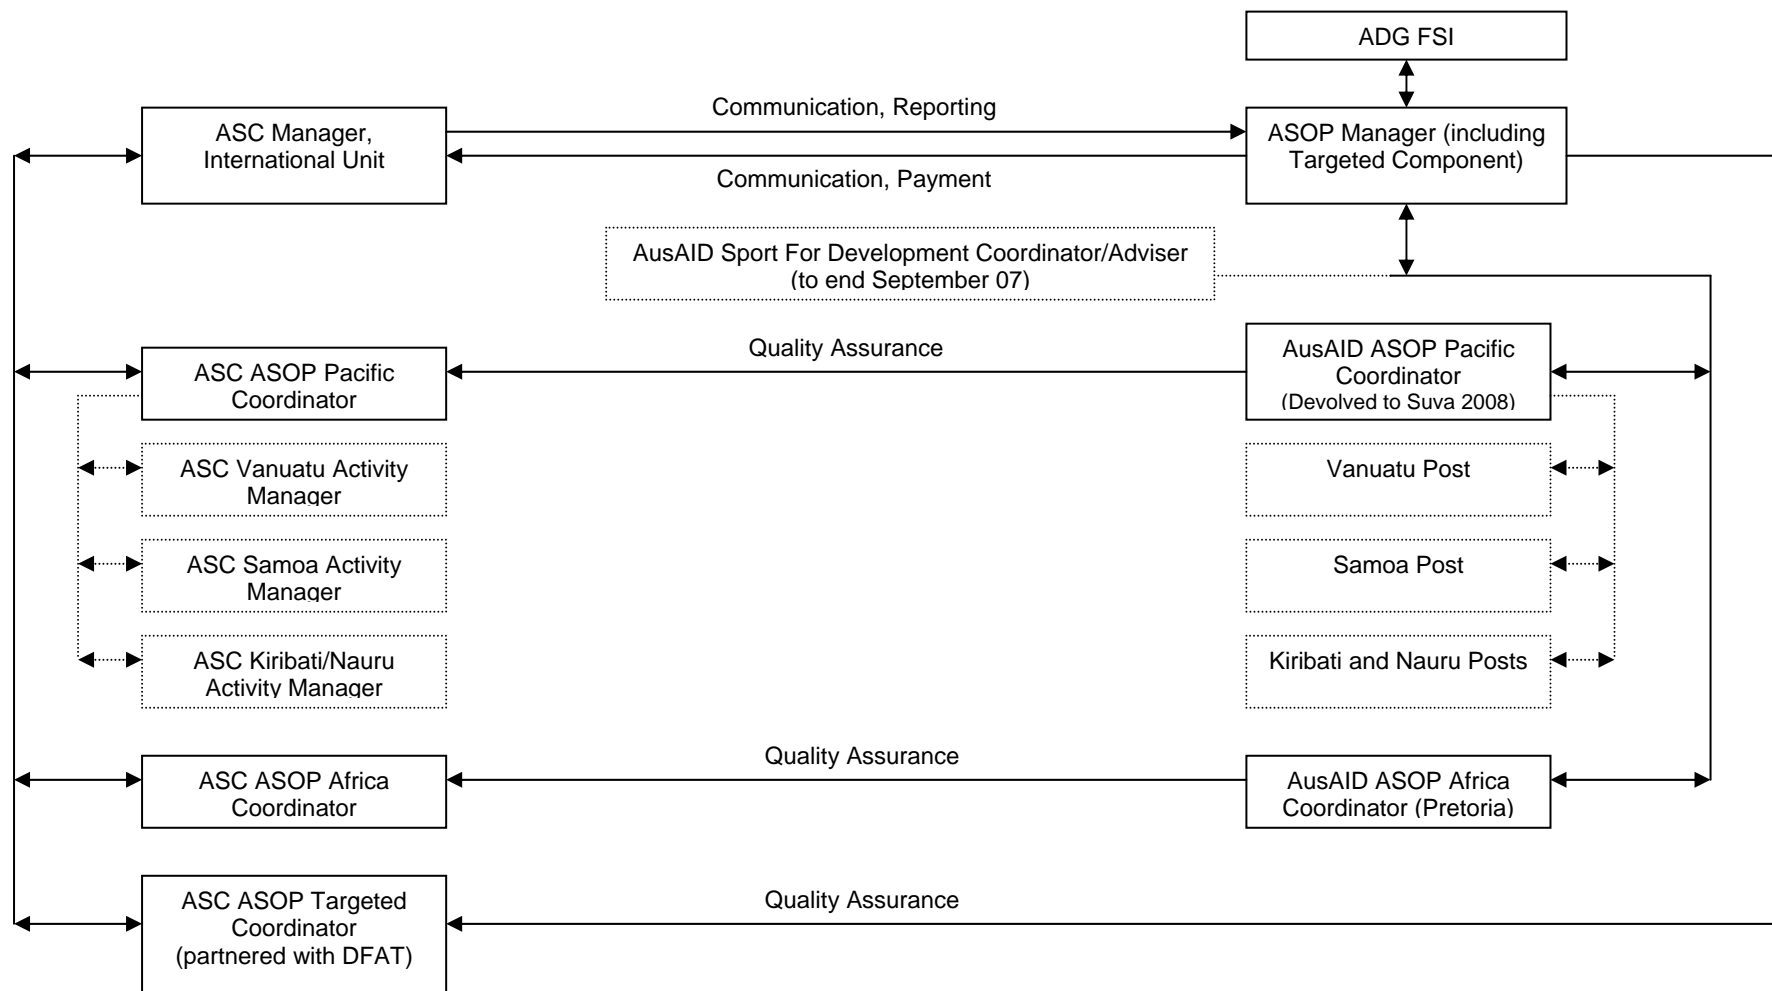 ADG FSI
Communication, Reporting
ASC Manager,
International Unit
ASOP Manager (including
Targeted Component)
Communication, Payment
AusAID Sport For Development Coordinator/Adviser
(to end September 07)
Quality Assurance
ASC ASOP Pacific
Coordinator
AusAID ASOP Pacific
Coordinator
(Devolved to Suva 2008)
ASC Vanuatu Activity
Manager
Vanuatu Post
ASC Samoa Activity
Manager
Samoa Post
ASC Kiribati/Nauru
Activity Manager
Kiribati and Nauru Posts
Quality Assurance
ASC ASOP Africa
Coordinator
AusAID ASOP Africa
Coordinator (Pretoria)
Quality Assurance
ASC ASOP Targeted
Coordinator
(partnered with DFAT)